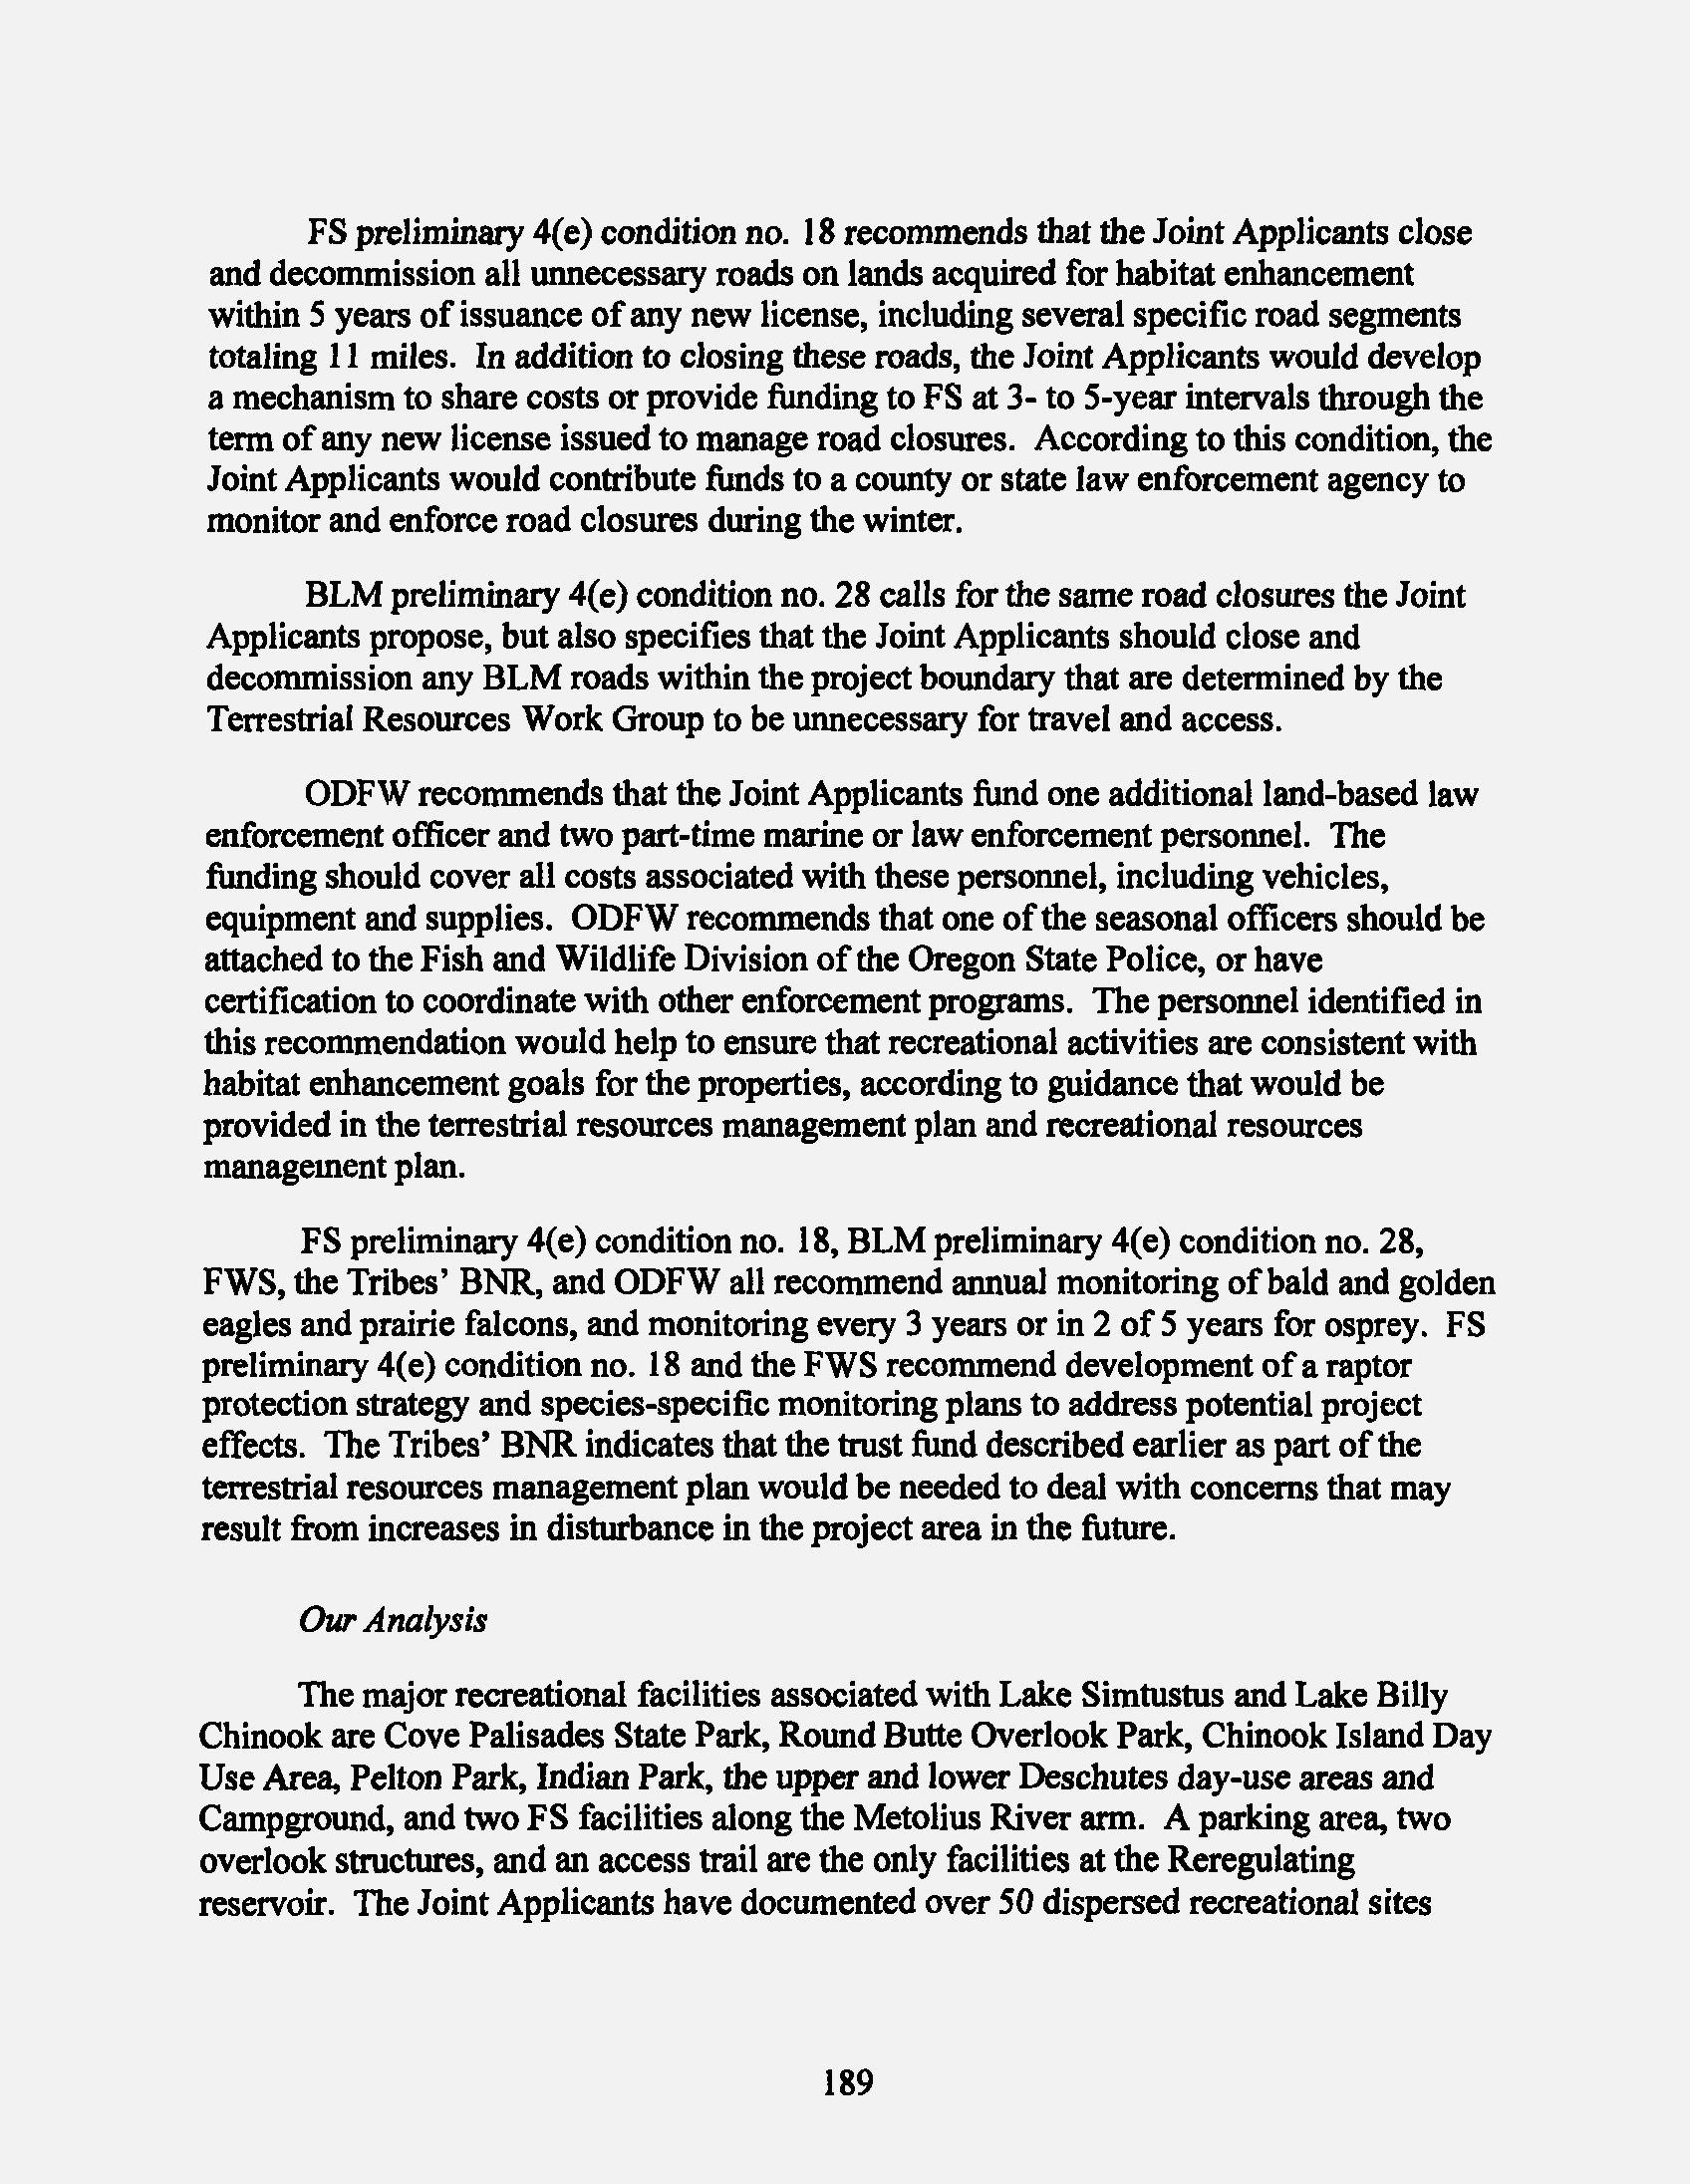 FS preliminary 4(e) condition no. 18 recommends that the Joint Applicants close
and decommission all unnecessary roads on lands acquired for habitat enhancement
within 5 years of issuance of any new license, including several specific road segments
totaling 11 miles. In addition to closing these roads, the Joint Applicants would develop
a mechanism to share costs or provide funding to FS at 3- to 5-year intervals through the
term of any new license issued to manage road closures. According to this condition, the
Joint Applicants would contribute funds to a county or state law enforcement agency to
monitor and enforce road closures during the winter.
BLM preliminary 4(e) condition no. 28 calls for the same road closures the Joint
Applicants propose, but also specifies that the Joint Applicants should close and
decommission any BLM roads within the project boundary that are determined by the
Terrestrial Resources Work Group to be unnecessary for travel and access.
ODFW recommends that the Joint Applicants fund one additional land-based law
enforcement officer and two part-time marine or law enforcement personnel. The
funding should cover all costs associated with these personnel, including vehicles,
equipment and supplies. ODFW recommends that one of the seasonal officers should be
attached to the Fish and Wildlife Division of the Oregon State Police, or have
certification to coordinate with other enforcement programs. The personnel identified in
this recommendation would help to ensure that recreational activities are consistent with
habitat enhancement goals for the properties, according to guidance that would be
provided in the terrestrial resources management plan and recreational resources
management plan.
FS preliminary 4(e) condition no. 18, BLM preliminary 4(e) condition no. 28,
FWS, the Tribes' BNR, and ODFW all recommend annual monitoring of bald and golden
eagles and prairie falcons, and monitoring every 3 years or in 2 of 5 years for osprey. FS
preliminary 4(e) condition no. 18 and the FWS recommend development of a raptor
protection strategy and species-specific monitoring plans to address potential project
effects. The Tribes' BNR indicates that the trust fund described earlier as part of the
terrestrial resources management plan would be needed to deal with concerns that may
result from increases in disturbance in the project area in the future.
Our Analysis
The major recreational facilities associated with Lake Simtustus and Lake Billy
Chinook are Cove Palisades State Park, Round Butte Overlook Park, Chinook Island Day
Use Area, Pelton Park, Indian Park, the upper and lower Deschutes day-use areas and
Campground, and two FS facilities along the Metolius River arm. A parking area, two
overlook structures, and an access trail are the only facilities at the Reregulating
reservoir. The Joint Applicants have documented over 50 dispersed recreational sites
189